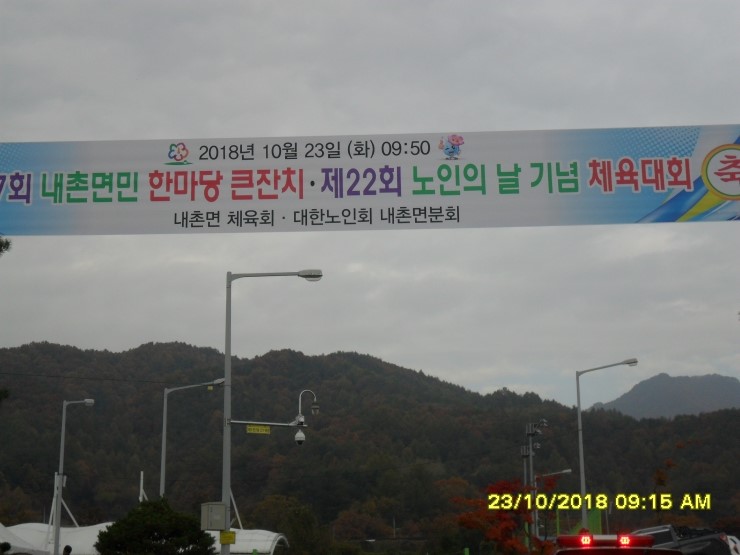 2018년 10월 23일 (화) 09:50
7회 내촌면민 한마당 큰잔치·제22회 노인의 날 기념 체육대회 축
내촌면 체육회 · 대한노인회 내촌면분회
23/10/2018 09:15 AM